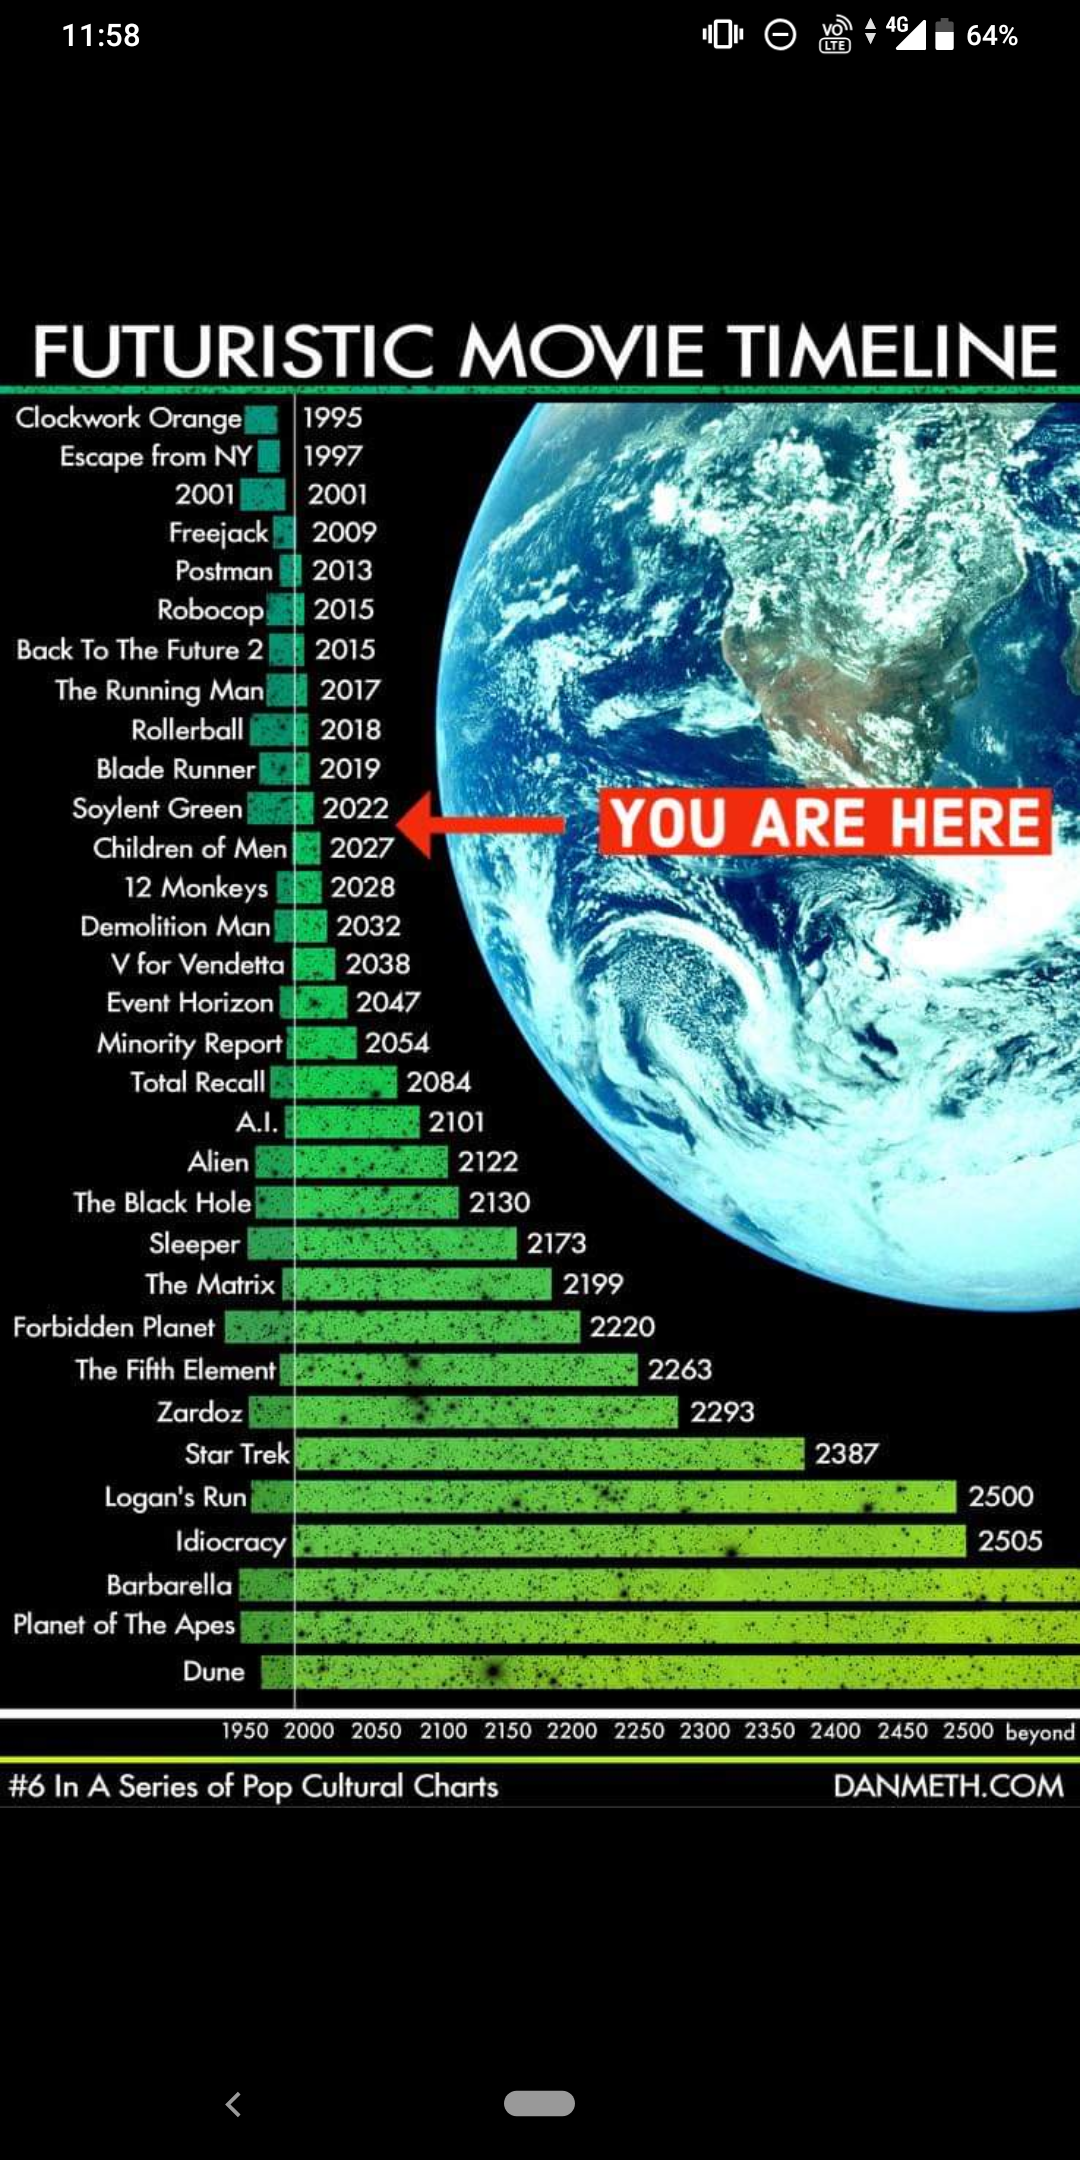 11:58
VO LTE 4G 64%
FUTURISTIC MOVIE TIMELINE
Clockwork Orange 1995
Escape from NY 1997
2001 2001
Freejack 2009
Postman 2013
Robocop 2015
Back To The Future 2 2015
The Running Man 2017
Rollerball 2018
Blade Runner 2019
Soylent Green 2022
YOU ARE HERE
Children of Men 2027
12 Monkeys 2028
Demolition Man 2032
V for Vendetta 2038
Event Horizon 2047
Minority Report 2054
Total Recall 2084
A.I. 2101
Alien 2122
The Black Hole 2130
Sleeper 2173
The Matrix 2199
Forbidden Planet 2220
The Fifth Element 2263
Zardoz 2293
Star Trek 2387
Logan's Run 2500
Idiocracy 2505
Barbarella
Planet of The Apes
Dune
1950 2000 2050 2100 2150 2200 2250 2300 2350 2400 2450 2500 beyond
#6 In A Series of Pop Cultural Charts DANMETH.COM